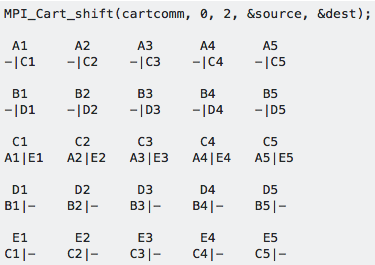 MPI_Cart_shift(cartcomm, 0, 2, &source, &dest);
A1 A2 A3 A4 A5
—|C1 —|C2 —|C3 —|C4 —|C5
B1 B2 B3 B4 B5
—|D1 —|D2 —|D3 —|D4 —|D5
C1 C2 C3 C4 C5
A1|E1 A2|E2 A3|E3 A4|E4 A5|E5
D1 D2 D3 D4 D5
B1|— B2|— B3|— B4|— B5|—
E1 E2 E3 E4 E5
C1|— C2|— C3|— C4|— C5|—